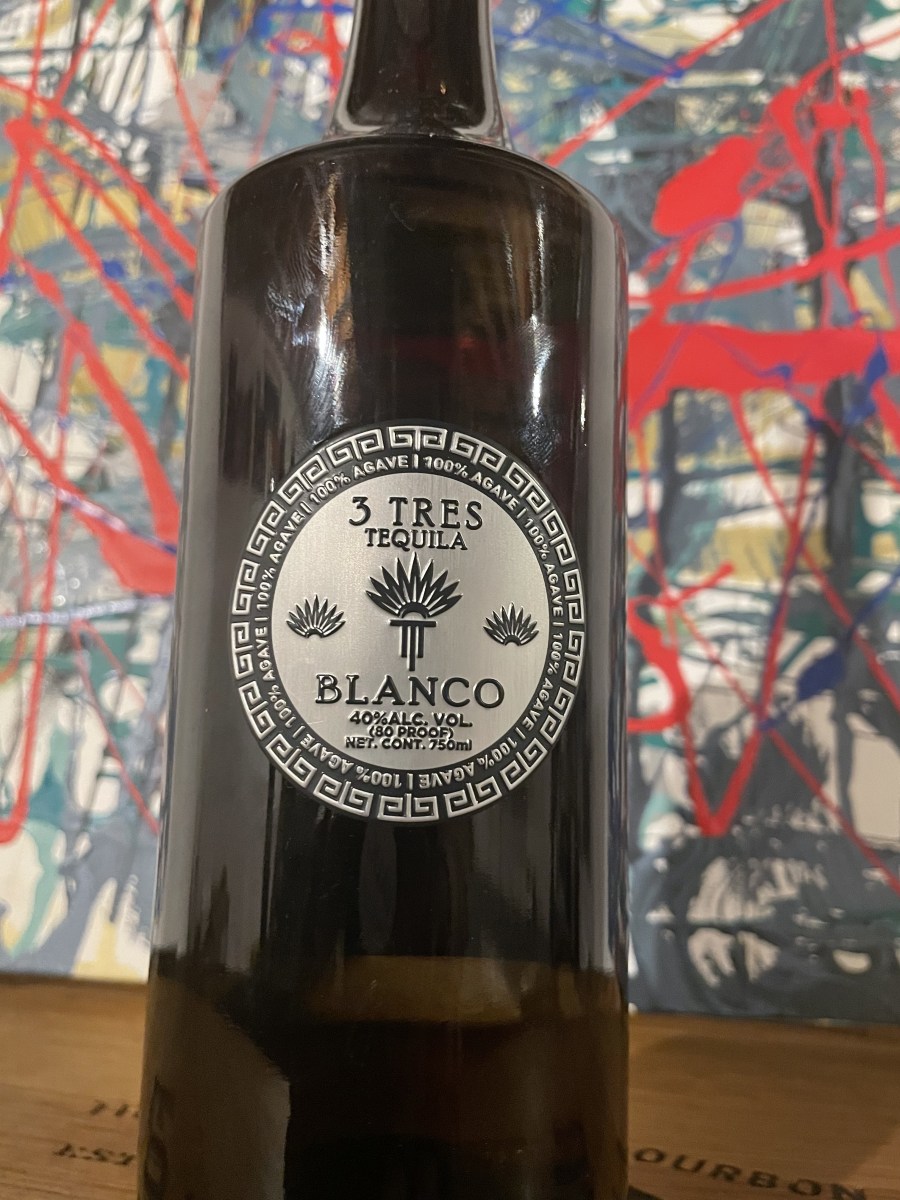 3 TRES
TEQUILA
BLANCO
40%ALC. VOL.
(80 PROOF)
NET. CONT. 750ml
100% AGAVE | 100% AGAVE | 100% AGAVE | 100% AGAVE | 100% AGAVE | 100% AGAVE | 100% AGAVE | 100% AGAVE |
OURBON
EST